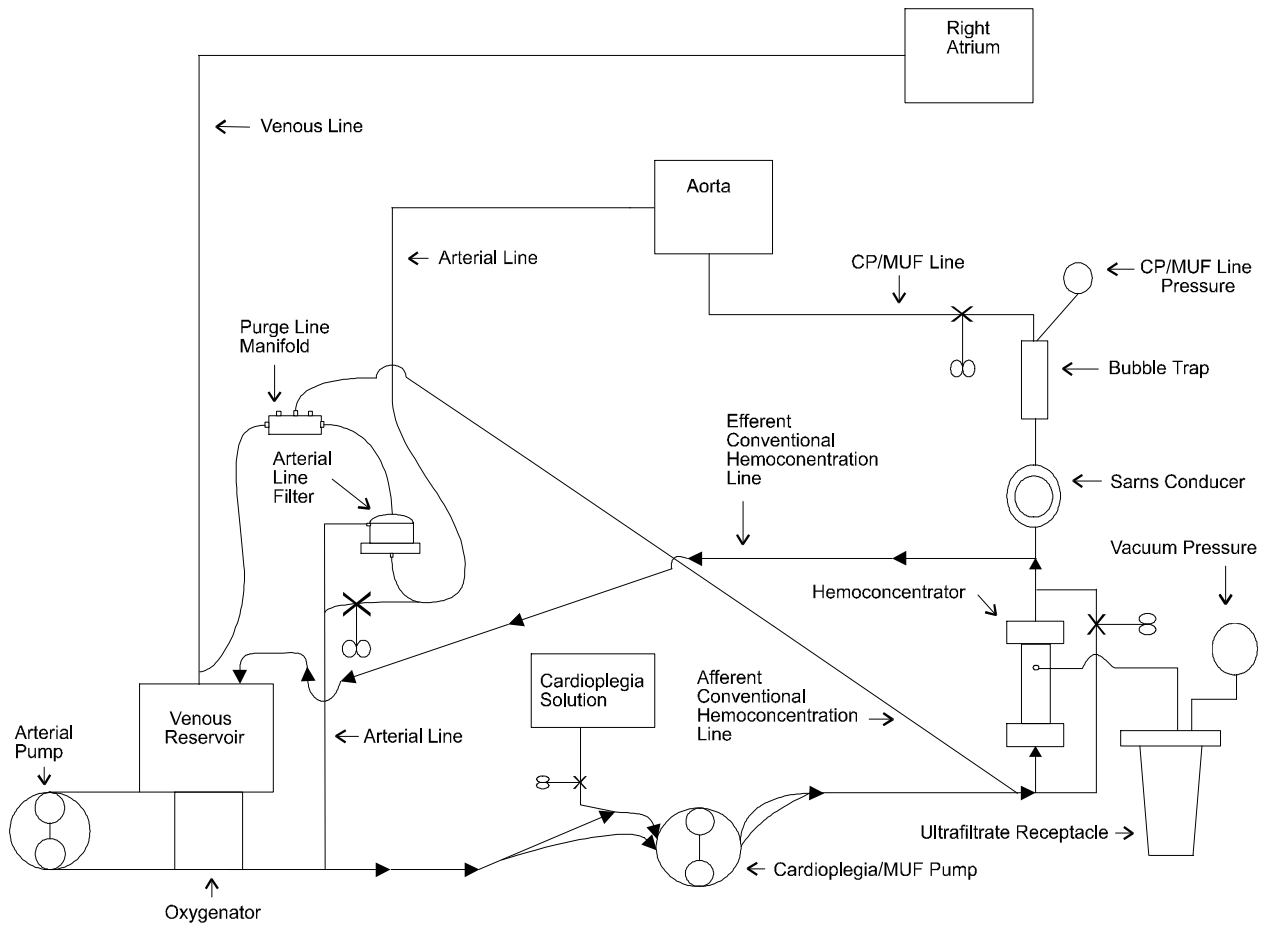 Right
Atrium
Venous Line
Aorta
Arterial Line
CP/MUF Line
CP/MUF Line
Pressure
Purge Line
Manifold
Bubble Trap
Efferent
Conventional
Hemoconentration
Line
Arterial
Line
Filter
Sarns Conducer
Vacuum Pressure
Hemoconcentrator
Cardioplegia
Solution
Afferent
Conventional
Hemoconcentration
Line
Venous
Reservoir
Arterial
Pump
Arterial Line
Ultrafiltrate Receptacle
Cardioplegia/MUF Pump
Oxygenator